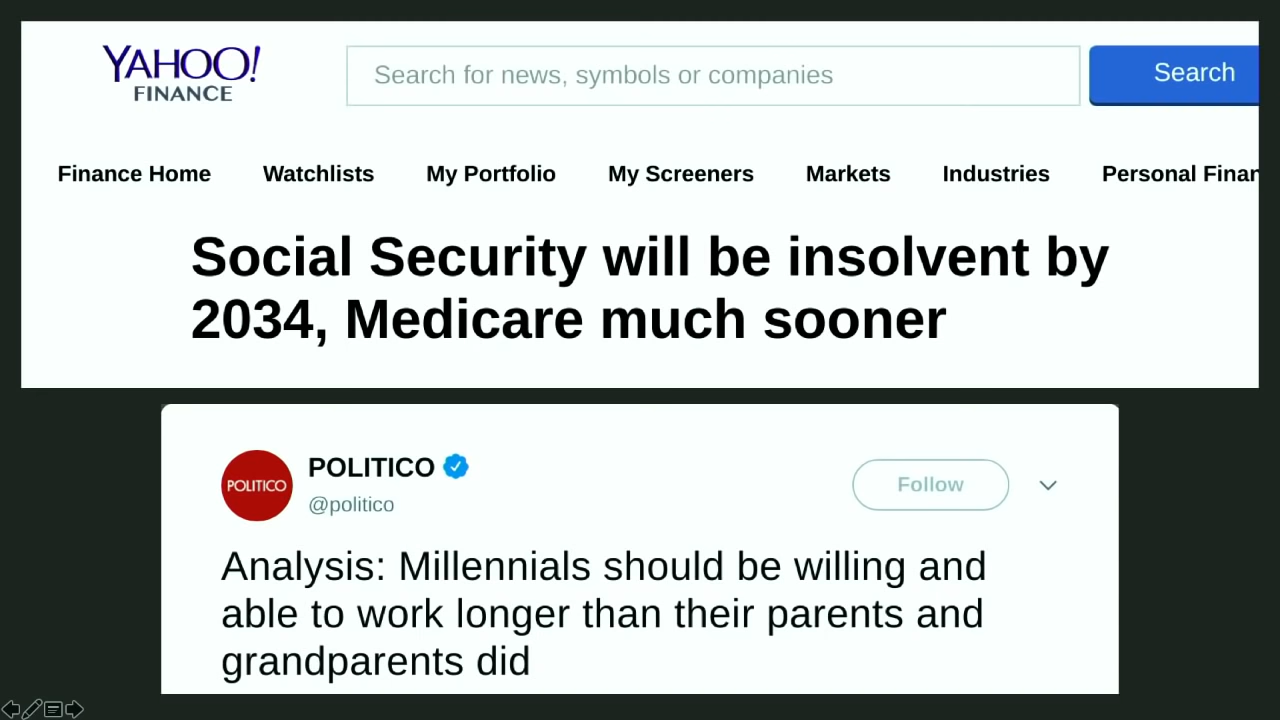 YAHOO!
FINANCE
Search for news, symbols or companies
Search
Finance Home Watchlists My Portfolio My Screeners Markets Industries Personal Finan
Social Security will be insolvent by
2034, Medicare much sooner
POLITICO
POLITICO
@politico
Follow
Analysis: Millennials should be willing and
able to work longer than their parents and
grandparents did